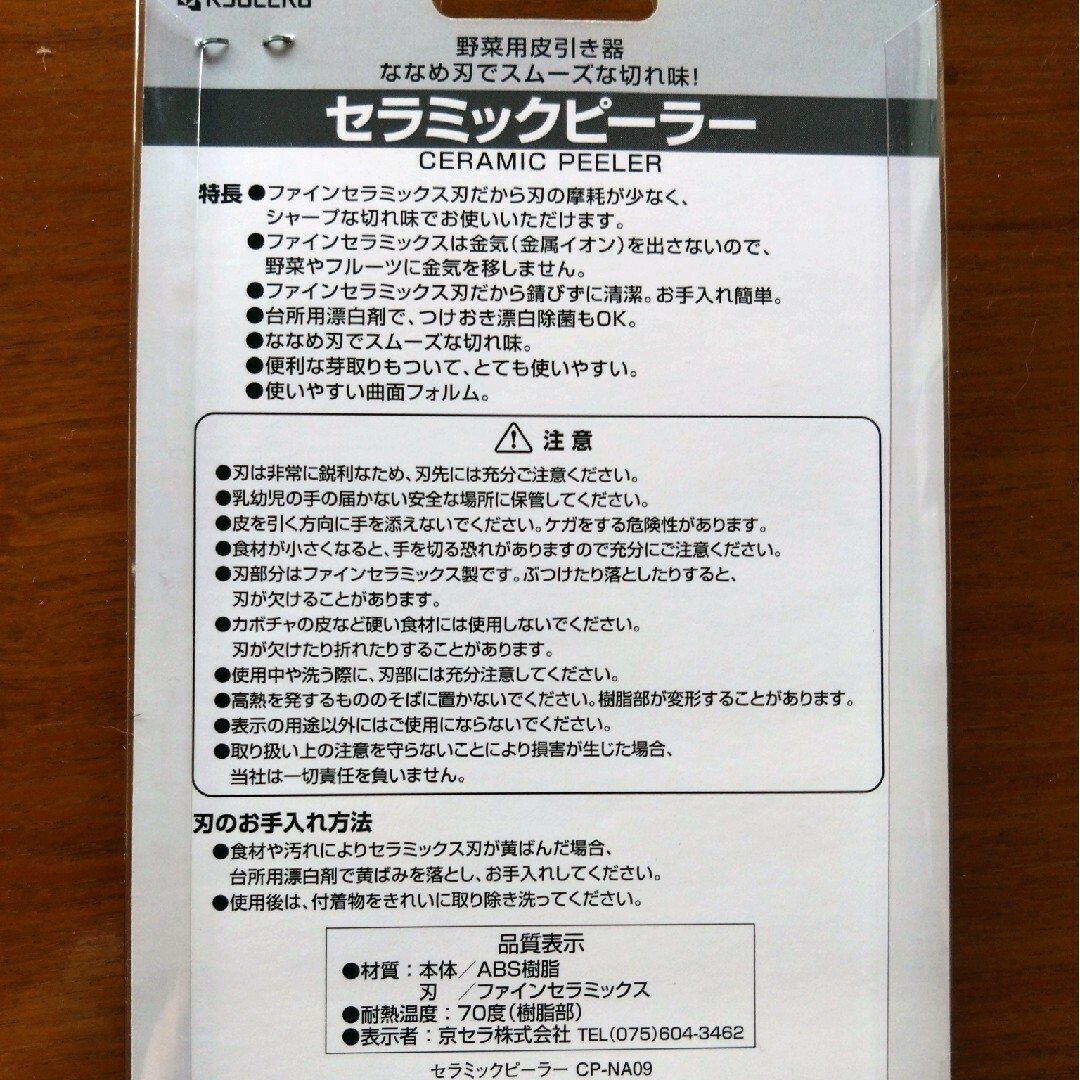 KYOCERA
野菜用皮引き器
ななめ刃でスムーズな切れ味!
セラミックピーラー
CERAMIC PEELER
特長 ●ファインセラミックス刃だから刃の摩耗が少なく、
シャープな切れ味でお使いいただけます。
●ファインセラミックスは金気(金属イオン)を出さないので、
野菜やフルーツに金気を移しません。
●ファインセラミックス刃だから錆びずに清潔。お手入れ簡単。
●台所用漂白剤で、つけおき漂白除菌もOK。
●ななめ刃でスムーズな切れ味。
●便利な芽取りもついて、とても使いやすい。
●使いやすい曲面フォルム。
注意
●刃は非常に鋭利なため、刃先には充分ご注意ください。
●乳幼児の手の届かない安全な場所に保管してください。
●皮を引く方向に手を添えないでください。ケガをする危険性があります。
●食材が小さくなると、手を切る恐れがありますので充分にご注意ください。
●刃部分はファインセラミックス製です。ぶつけたり落としたりすると、
刃が欠けることがあります。
●カボチャの皮など硬い食材には使用しないでください。
刃が欠けたり折れたりすることがあります。
●使用中や洗う際に、刃部には充分注意してください。
●高熱を発するもののそばに置かないでください。樹脂部が変形することがあります。
●表示の用途以外にはご使用にならないでください。
●取り扱い上の注意を守らないことにより損害が生じた場合、
当社は一切責任を負いません。
刃のお手入れ方法
●食材や汚れによりセラミックス刃が黄ばんだ場合、
台所用漂白剤で黄ばみを落とし、お手入れしてください。
●使用後は、付着物をきれいに取り除き洗ってください。
品質表示
●材質:本体/ABS樹脂
刃 /ファインセラミックス
●耐熱温度:70度(樹脂部)
●表示者:京セラ株式会社 TEL(075)604-3462
セラミックピーラー CP-NA09